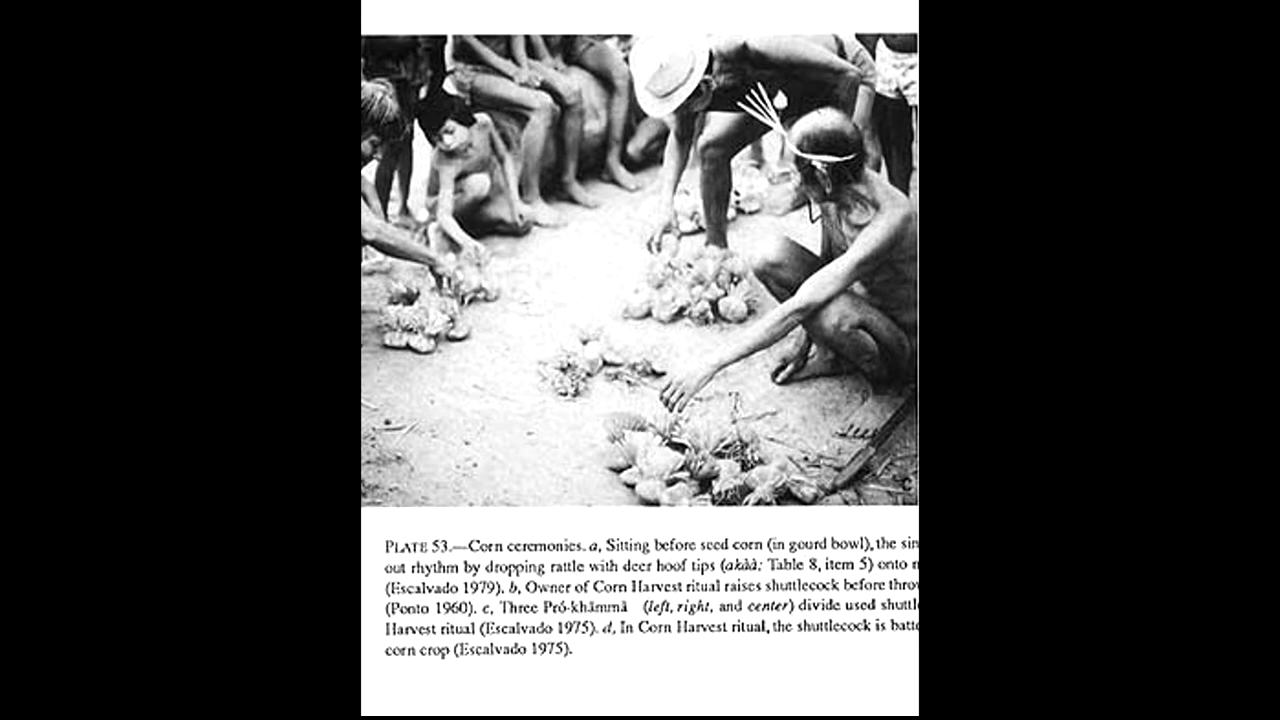 PLATE 53.—Corn ceremonies. a, Sitting before seed corn (in gourd bowl), the sin
out rhythm by dropping rattle with deer hoof tips (akàà; Table 8, item 5) onto
(Escalvado 1979). b, Owner of Corn Harvest ritual raises shuttlecock before throw
(Ponto 1960). c, Three Pró-khãmmã (left, right, and center) divide used shuttl
Harvest ritual (Escalvado 1975). d, In Corn Harvest ritual, the shuttlecock is batt
corn crop (Escalvado 1975).